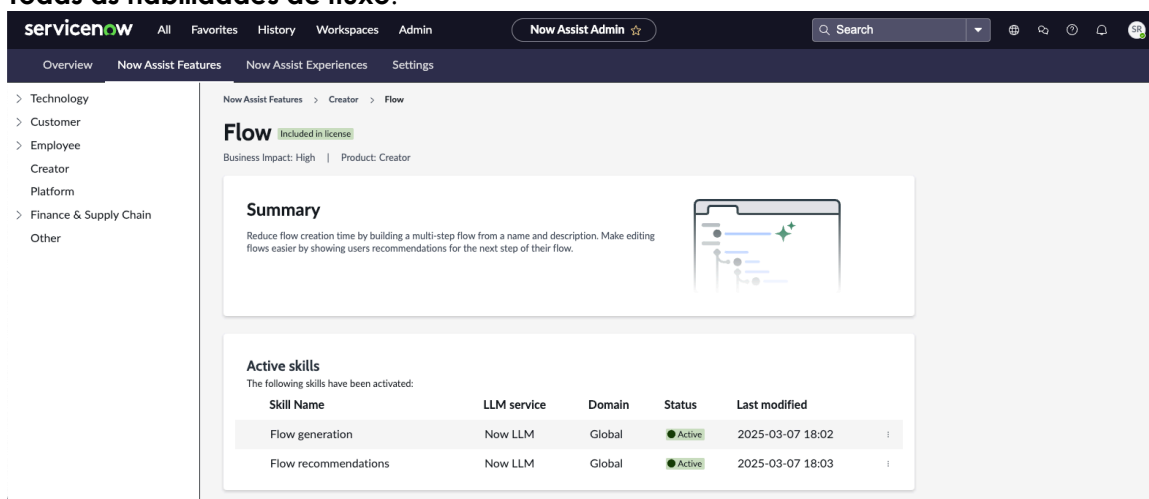 Todas as habilidades de fluxo.
servicenow All Favorites History Workspaces Admin Now Assist Admin ☆ Search SR
Overview Now Assist Features Now Assist Experiences Settings
> Technology
> Customer
> Employee
Creator
Platform
> Finance & Supply Chain
Other
Now Assist Features > Creator > Flow
Flow Included in license
Business Impact: High | Product: Creator
Summary
Reduce flow creation time by building a multi-step flow from a name and description. Make editing
flows easier by showing users recommendations for the next step of their flow.
Active skills
The following skills have been activated:
Skill Name LLM service Domain Status Last modified
Flow generation Now LLM Global Active 2025-03-07 18:02
Flow recommendations Now LLM Global Active 2025-03-07 18:03